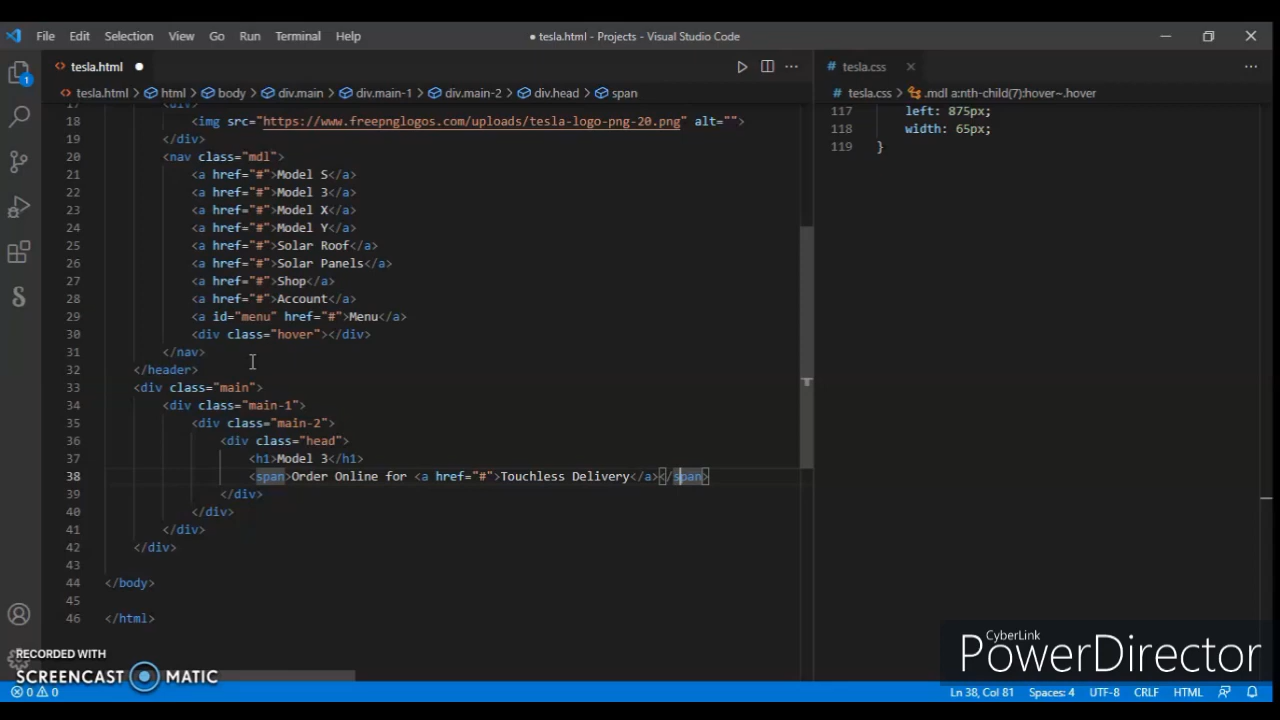 File Edit Selection View Go Run Terminal Help
● tesla.html - Projects - Visual Studio Code
tesla.html ●
tesla.html > html > body > div.main > div.main-1 > div.main-2 > div.head > span
18 <img src="https://www.freepnglogos.com/uploads/tesla-logo-png-20.png" alt="">
19 </div>
20 <nav class="mdl">
21 <a href="#">Model S</a>
22 <a href="#">Model 3</a>
23 <a href="#">Model X</a>
24 <a href="#">Model Y</a>
25 <a href="#">Solar Roof</a>
26 <a href="#">Solar Panels</a>
27 <a href="#">Shop</a>
28 <a href="#">Account</a>
29 <a id="menu" href="#">Menu</a>
30 <div class="hover"></div>
31 </nav>
32 </header>
33 <div class="main">
34 <div class="main-1">
35 <div class="main-2">
36 <div class="head">
37 <h1>Model 3</h1>
38 <span>Order Online for <a href="#">Touchless Delivery</a></span>
39 </div>
40 </div>
41 </div>
42 </div>
43
44 </body>
45
46 </html>
tesla.css
tesla.css > .mdl a:nth-child(7):hover~.hover
117 left: 875px;
118 width: 65px;
119 }
1
RECORDED WITH
SCREENCAST MATIC
CyberLink
PowerDirector
0 0
Ln 38, Col 81 Spaces: 4 UTF-8 CRLF HTML